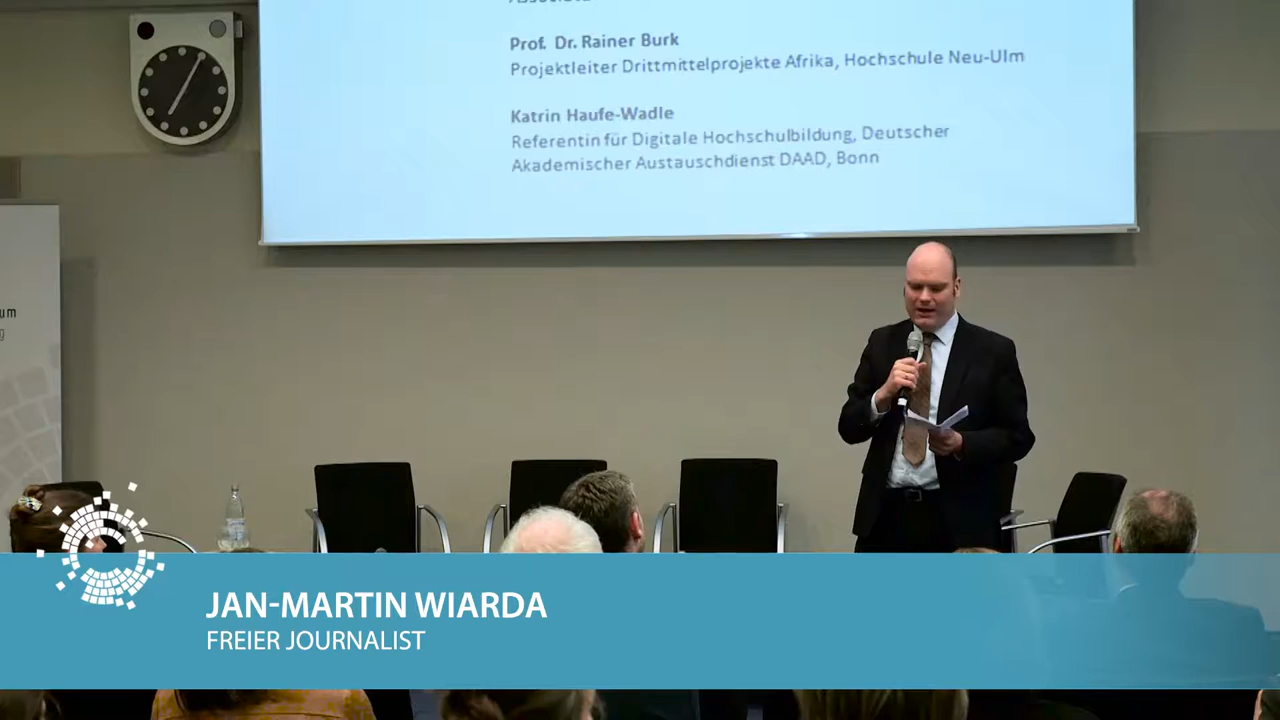 Prof. Dr. Rainer Burk
Projektleiter Drittmittelprojekte Afrika, Hochschule Neu-Ulm
Katrin Haufe-Wadle
Referentin für Digitale Hochschulbildung, Deutscher
Akademischer Austauschdienst DAAD, Bonn
JAN-MARTIN WIARDA
FREIER JOURNALIST